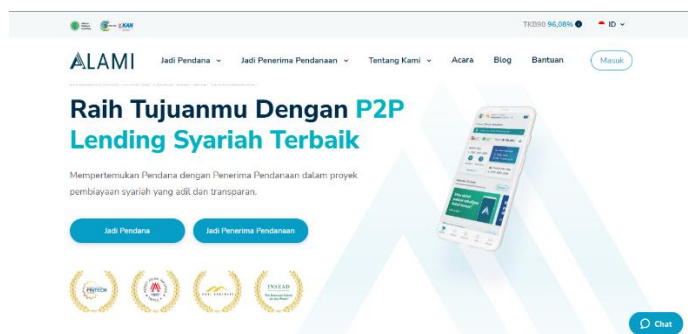 KAN
TKB90 96,08%
ID
ALAMI
Jadi Pendana
Jadi Penerima Pendanaan
Tentang Kami
Acara
Blog
Bantuan
Masuk
Raih Tujuanmu Dengan P2P
Lending Syariah Terbaik
Mempertemukan Pendana dengan Penerima Pendanaan dalam proyek
pembiayaan syariah yang adil dan transparan.
Jadi Pendana
Jadi Penerima Pendanaan
FINTECH
INSEAD
Chat